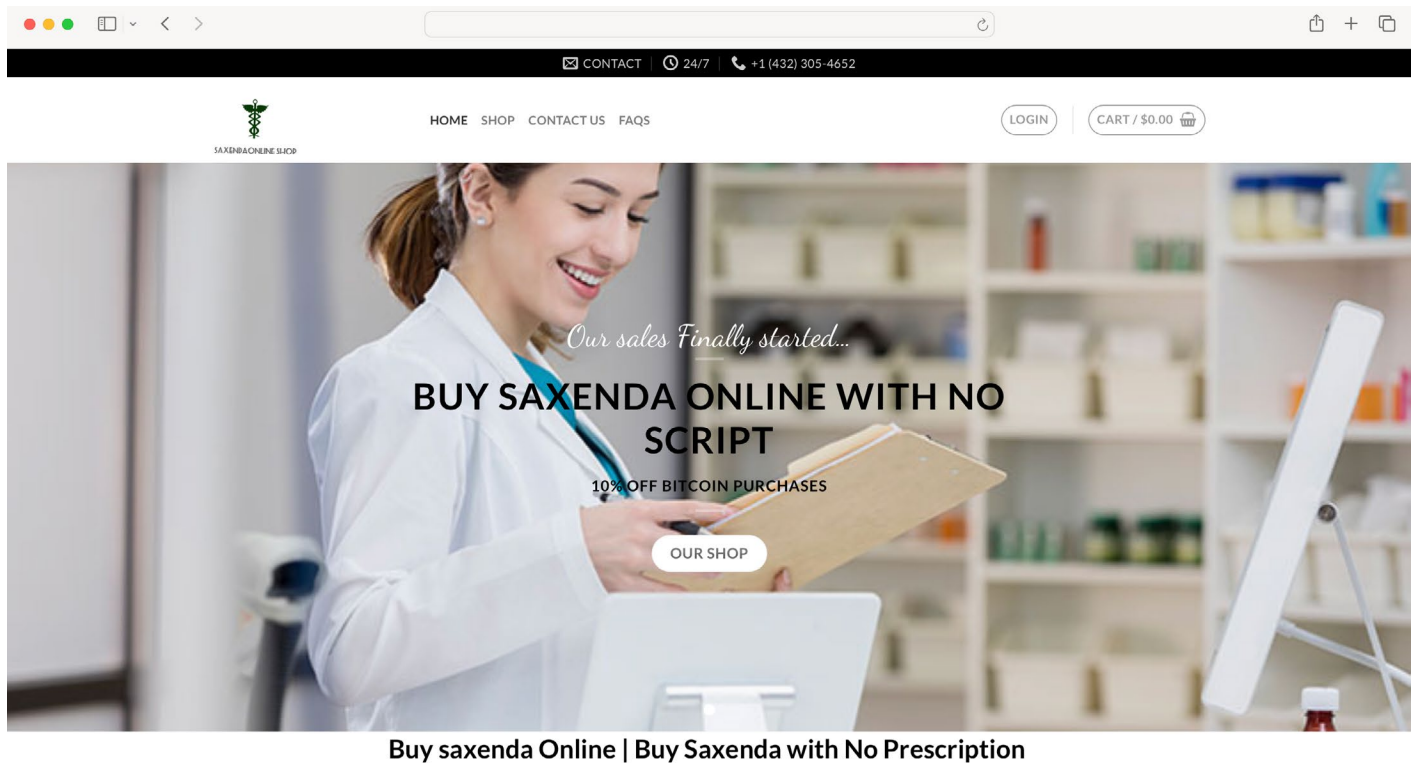 CONTACT 24/7 +1 (432) 305-4652
SAXENDAONLINE SHOP
HOME SHOP CONTACT US FAQS
LOGIN CART / $0.00
Our sales Finally started...
BUY SAXENDA ONLINE WITH NO
SCRIPT
10% OFF BITCOIN PURCHASES
OUR SHOP
Buy saxenda Online | Buy Saxenda with No Prescription